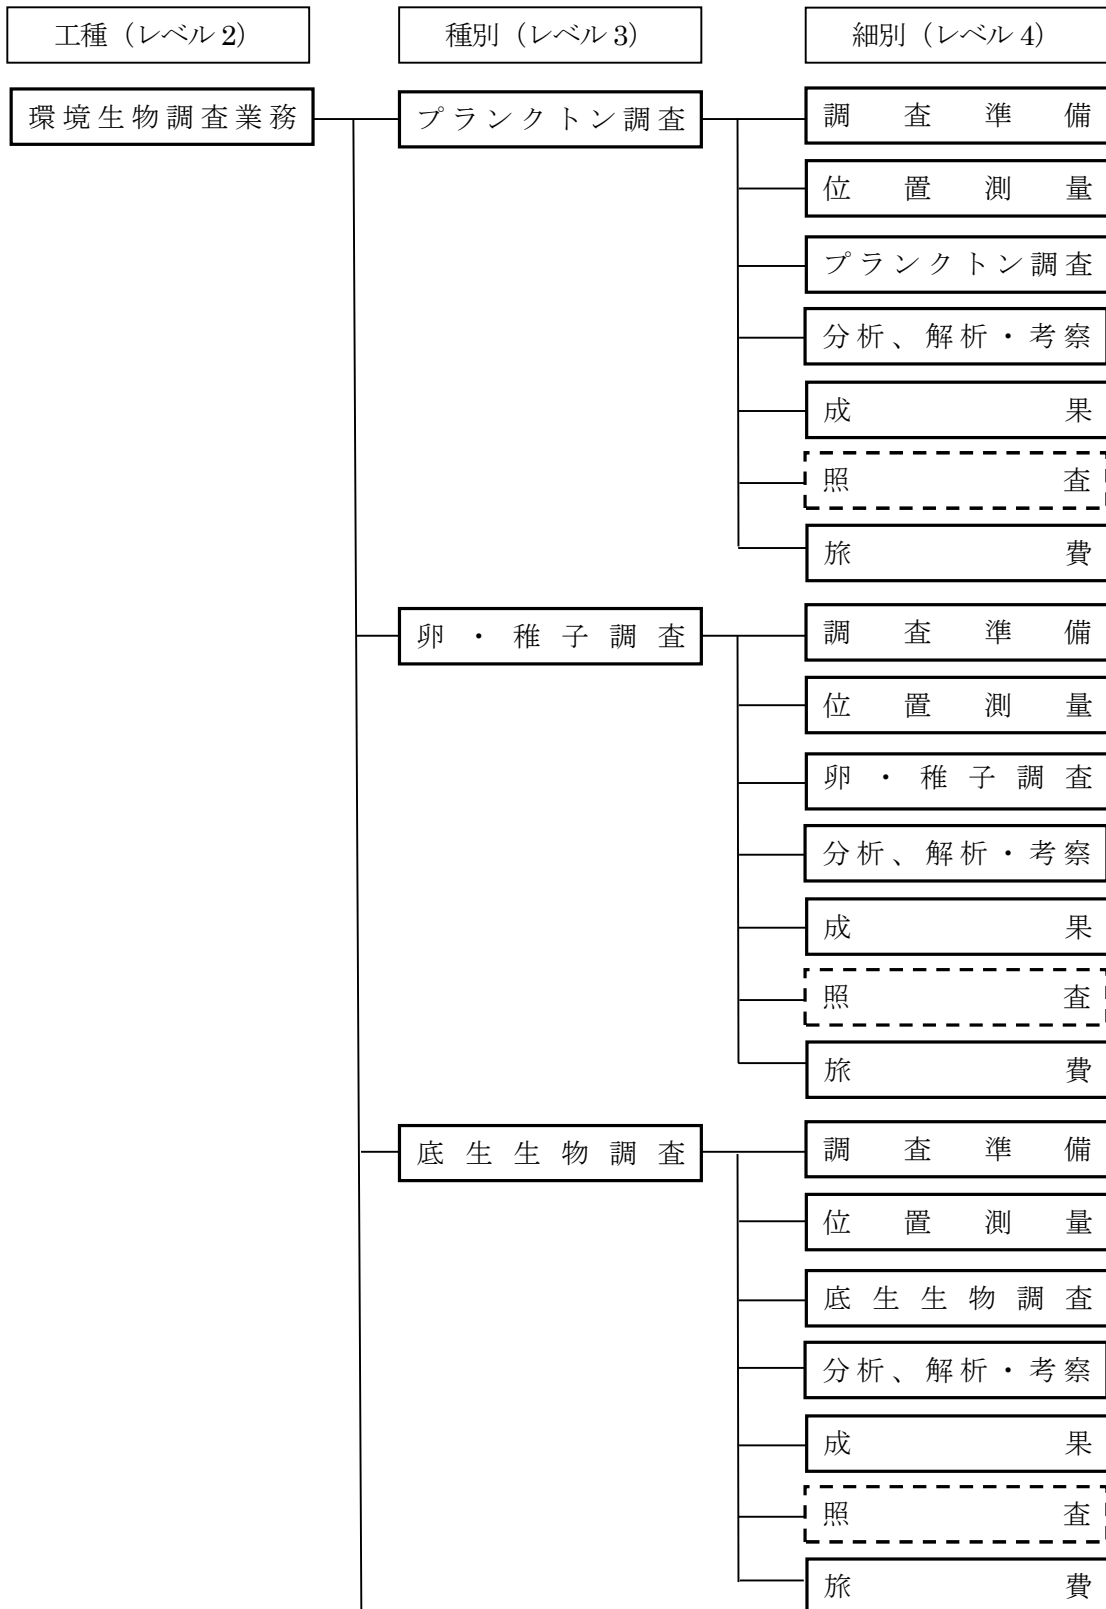 工種（レベル2）
種別（レベル3）
細別（レベル4）
環境生物調査業務
プランクトン調査
調査準備
位置測量
プランクトン調査
分析、解析・考察
成果
照査
旅費
卵・稚子調査
調査準備
位置測量
卵・稚子調査
分析、解析・考察
成果
照査
旅費
底生生物調査
調査準備
位置測量
底生生物調査
分析、解析・考察
成果
照査
旅費